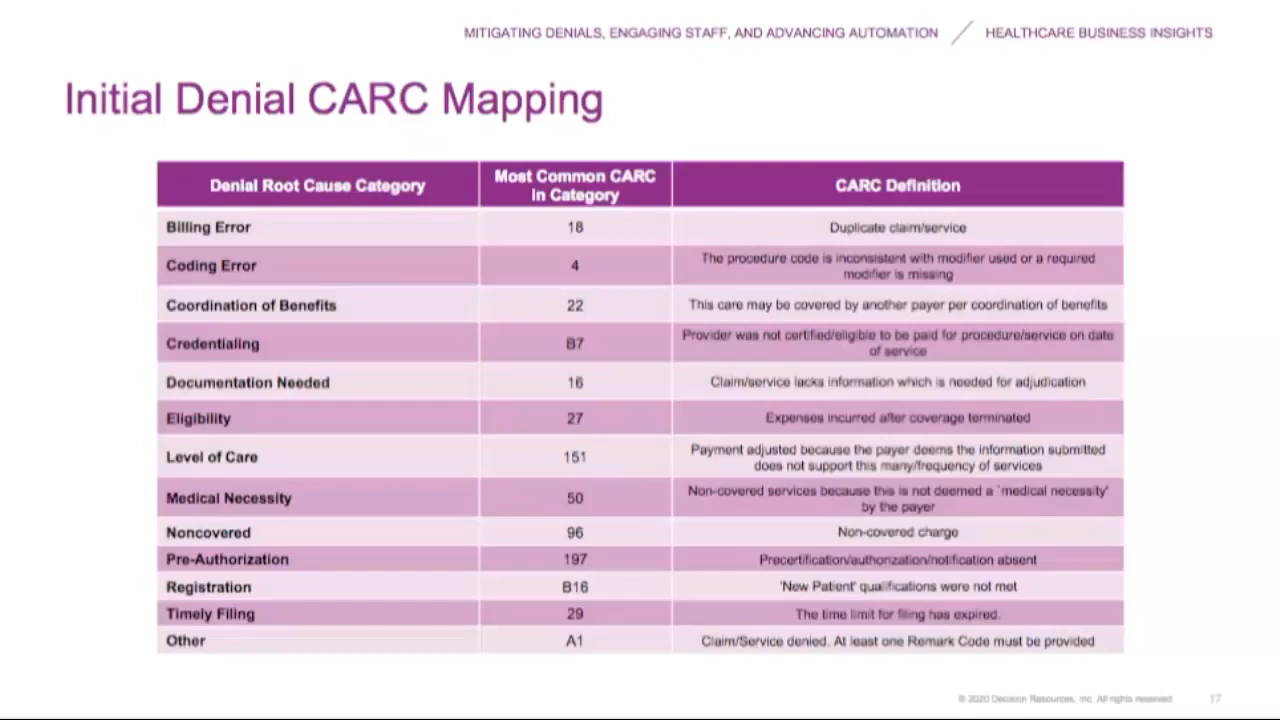 MITIGATING DENIALS, ENGAGING STAFF, AND ADVANCING AUTOMATION / HEALTHCARE BUSINESS INSIGHTS
Initial Denial CARC Mapping
Denial Root Cause Category
Most Common CARC
in Category
CARC Definition
Billing Error
18
Duplicate claim/service
Coding Error
4
The procedure code is inconsistent with modifier used or a required
modifier is missing
Coordination of Benefits
22
This care may be covered by another payer per coordination of benefits
Credentialing
B7
Provider was not certified/eligible to be paid for procedure/service on date
of service
Documentation Needed
16
Claim/service lacks information which is needed for adjudication
Eligibility
27
Expenses incurred after coverage terminated
Level of Care
151
Payment adjusted because the payer deems the information submitted
does not support this many/frequency of services
Medical Necessity
50
Non-covered services because this is not deemed a `medical necessity'
by the payer
Noncovered
96
Non-covered charge
Pre-Authorization
197
Precertification/authorization/notification absent
Registration
B16
'New Patient' qualifications were not met
Timely Filing
29
The time limit for filing has expired.
Other
A1
Claim/Service denied. At least one Remark Code must be provided
© 2020 Decision Resources, Inc. All rights reserved
17